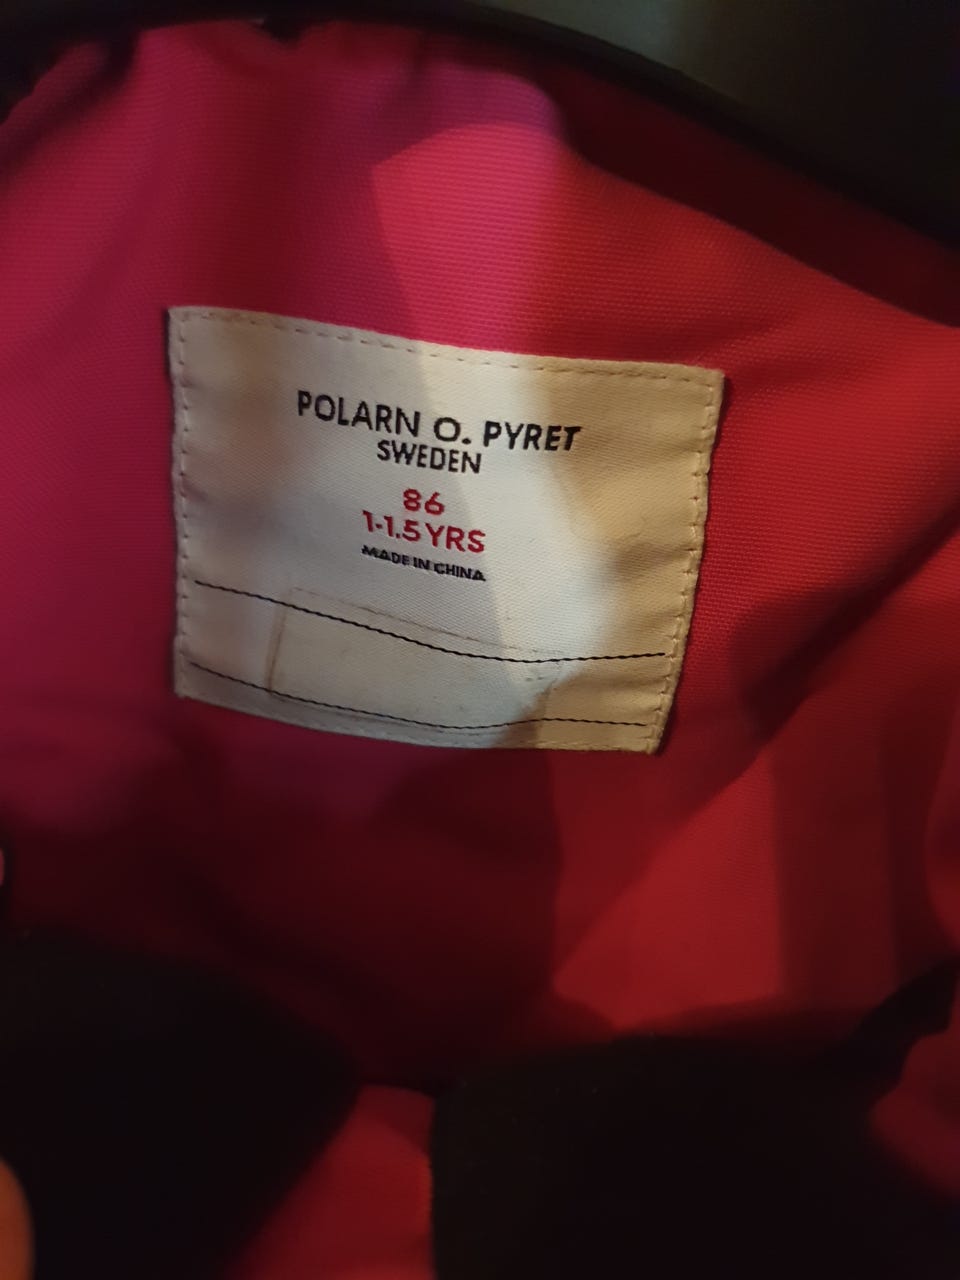 POLARN O. PYRET
SWEDEN
86
1-1.5 YRS
MADE IN CHINA